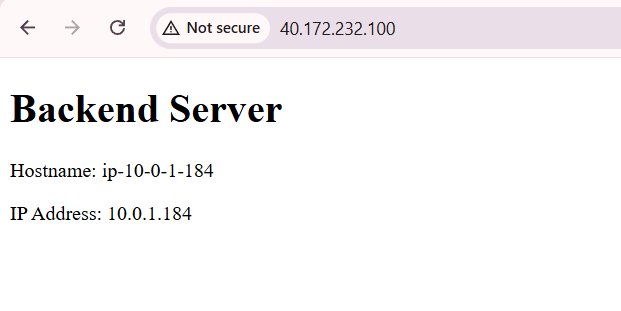 Not secure 40.172.232.100
Backend Server
Hostname: ip-10-0-1-184
IP Address: 10.0.1.184